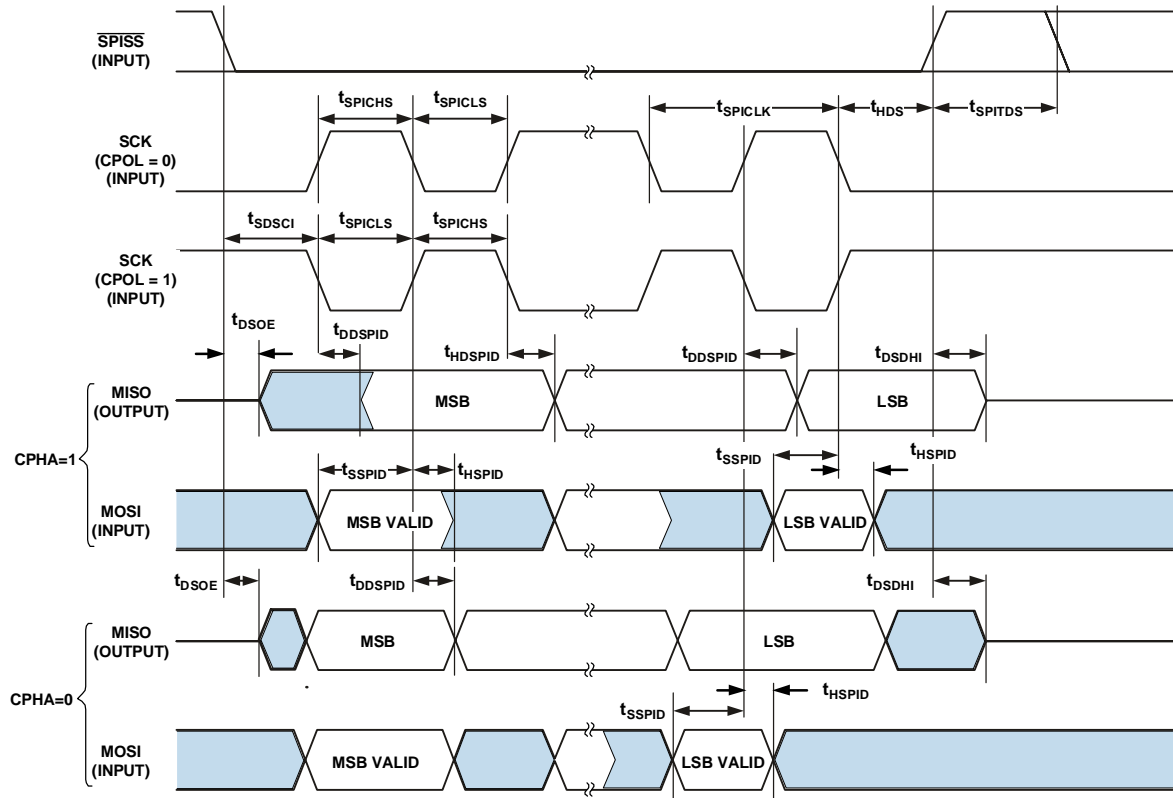 SPISS
(INPUT)
tSPICHS
tSPICLS
tSPICLK
tHDS
tSPITDS
SCK
(CPOL = 0)
(INPUT)
tSDSCI
tSPICLS
tSPICHS
SCK
(CPOL = 1)
(INPUT)
tDSOE
tDDSPID
tHDSPID
tDDSPID
tDSDHI
MISO
(OUTPUT)
MSB
LSB
CPHA=1
tSSPID
tHSPID
tSSPID
tHSPID
MOSI
(INPUT)
MSB VALID
LSB VALID
tDSOE
tDDSPID
tDSDHI
MISO
(OUTPUT)
MSB
LSB
CPHA=0
tSSPID
tHSPID
MOSI
(INPUT)
MSB VALID
LSB VALID